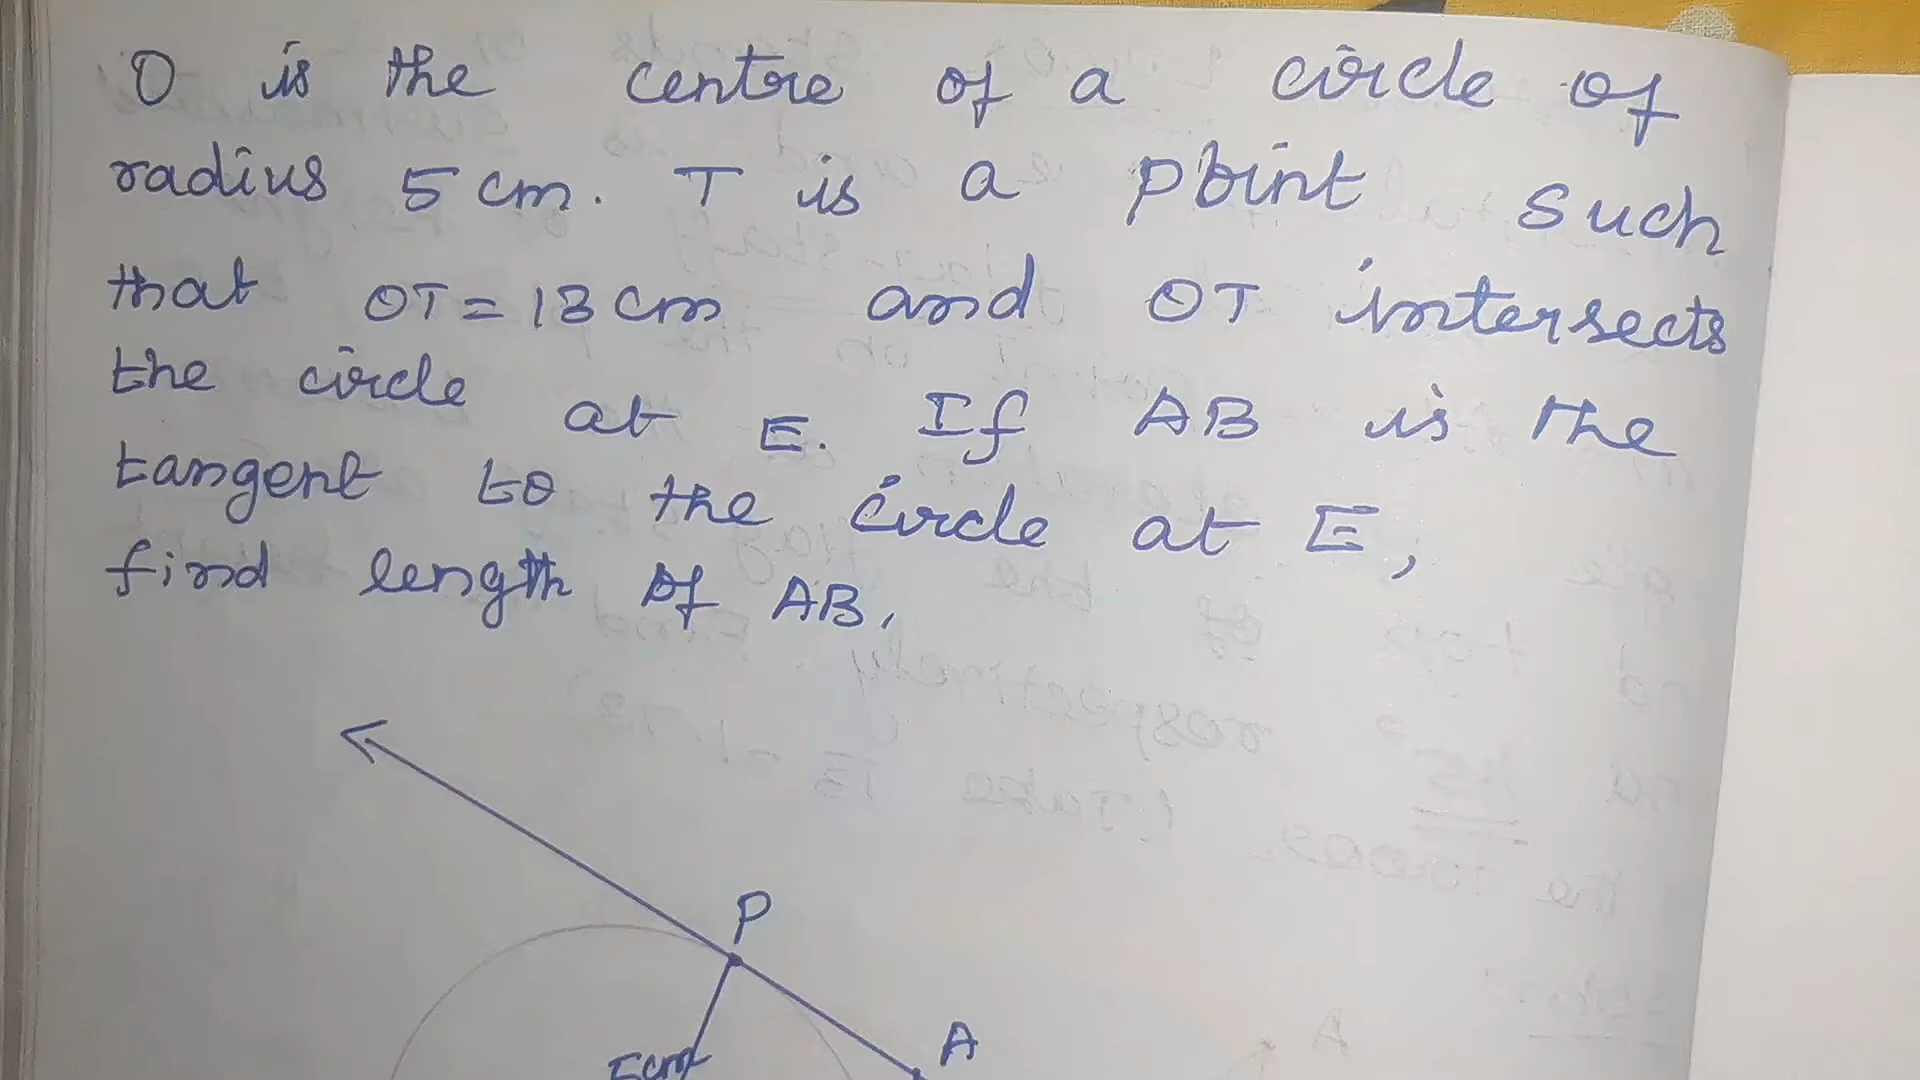 O is the centre of a circle of
radius 5 cm. T is a point such
that OT = 13 cm and OT intersects
the circle at E. If AB is the
tangent to the circle at E,
find length of AB.
P
A
5cm